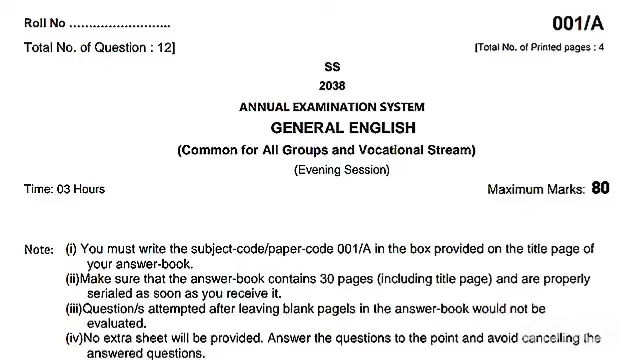 Roll No ..........................
001/A
Total No. of Question : 12]
[Total No. of Printed pages : 4
SS
2038
ANNUAL EXAMINATION SYSTEM
GENERAL ENGLISH
(Common for All Groups and Vocational Stream)
(Evening Session)
Time: 03 Hours
Maximum Marks: 80
Note: (i) You must write the subject-code/paper-code 001/A in the box provided on the title page of
your answer-book.
(ii)Make sure that the answer-book contains 30 pages (including title page) and are properly
serialed as soon as you receive it.
(iii)Question/s attempted after leaving blank pagels in the answer-book would not be
evaluated.
(iv)No extra sheet will be provided. Answer the questions to the point and avoid cancelling the
answered questions.